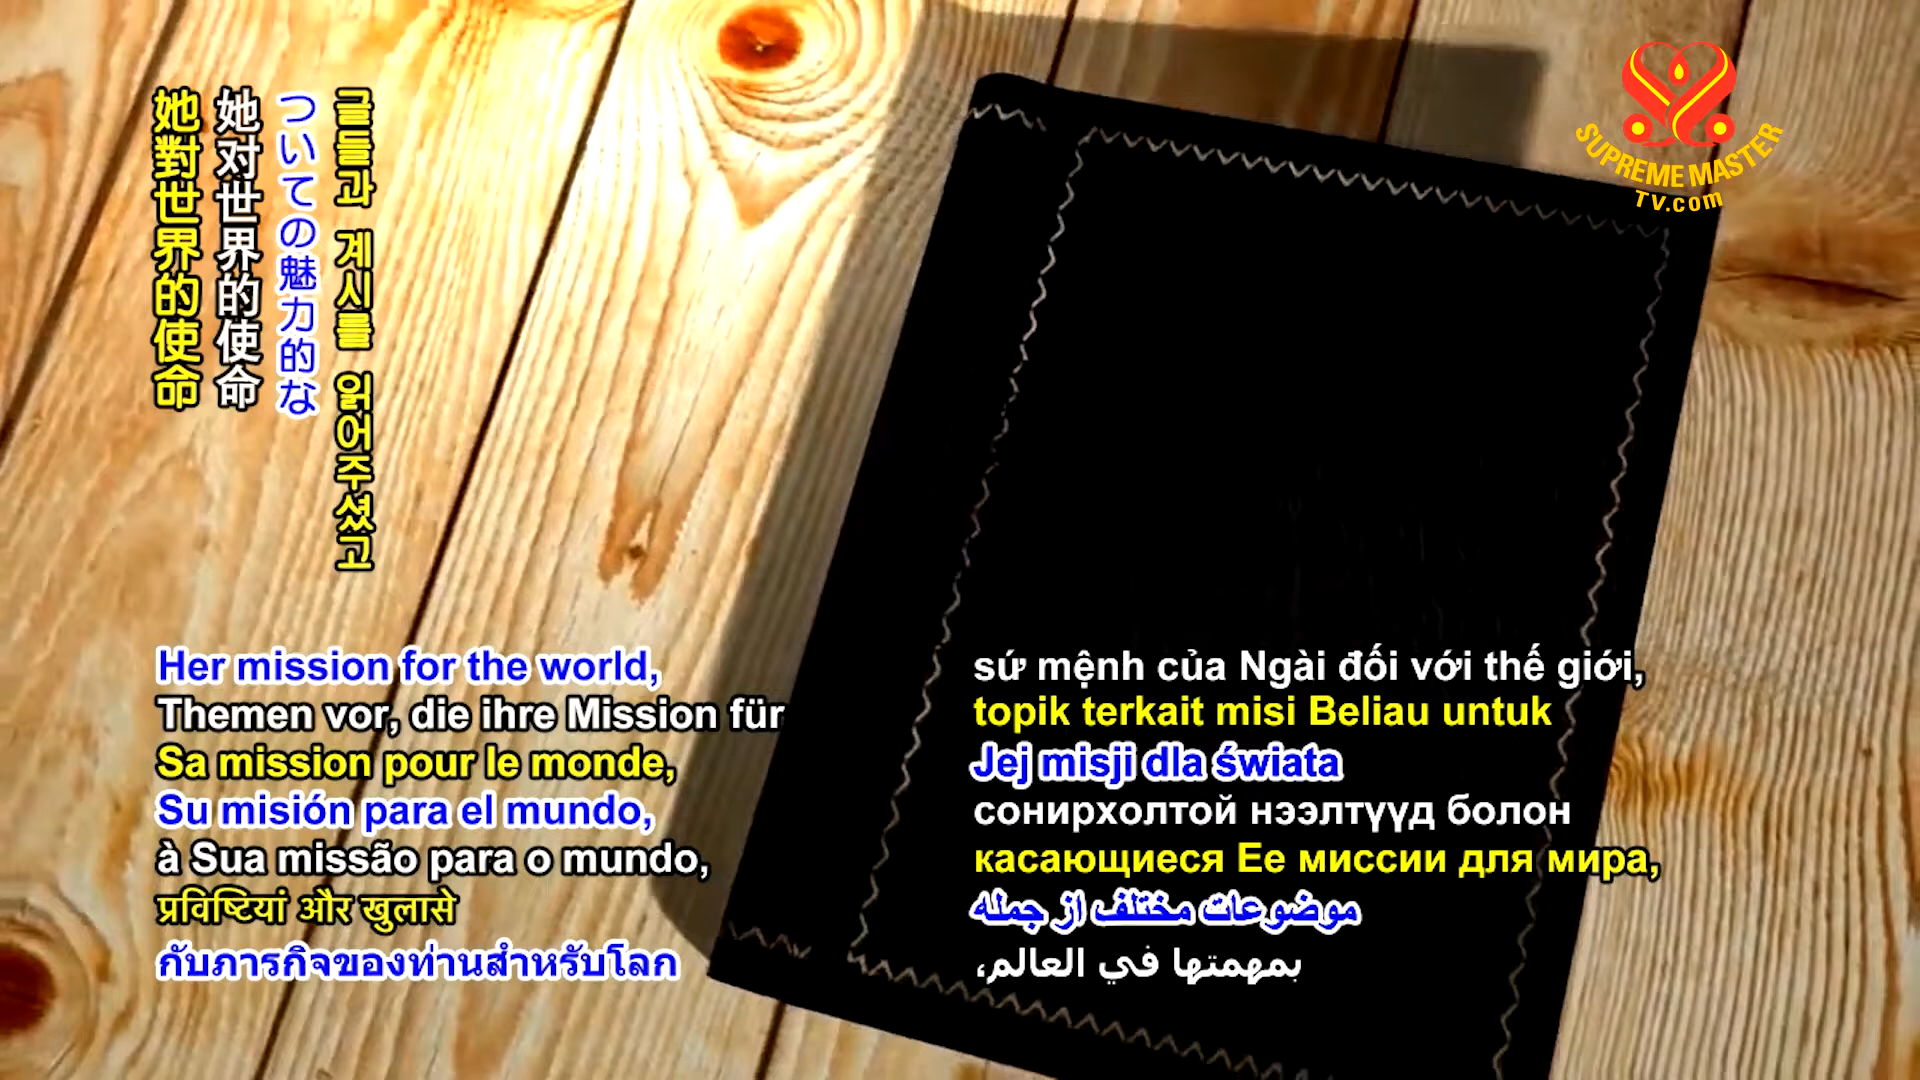 她對世界的使命
她对世界的使命
ついての魅力的な
글들과 계시를 읽어주셨고
SUPREME MASTER
TV.com
Her mission for the world,
Themen vor, die ihre Mission für
Sa mission pour le monde,
Su misión para el mundo,
à Sua missão para o mundo,
प्रविष्टियां और खुलासे
กับภารกิจของท่านสำหรับโลก
sứ mệnh của Ngài đối với thế giới,
topik terkait misi Beliau untuk
Jej misji dla świata
сонирхолтой нээлтүүд болон
касающиеся Ее миссии для мира,
موضوعات مختلف از جمله
بمهمتها في العالم،